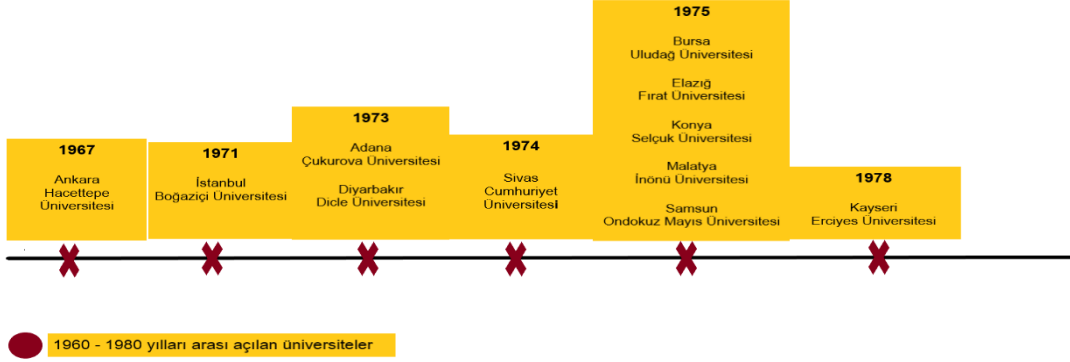 1967
Ankara
Hacettepe
Üniversitesi
1971
İstanbul
Boğaziçi Üniversitesi
1973
Adana
Çukurova Üniversitesi
Diyarbakır
Dicle Üniversitesi
1974
Sivas
Cumhuriyet
Üniversitesi
1975
Bursa
Uludağ Üniversitesi
Elazığ
Fırat Üniversitesi
Konya
Selçuk Üniversitesi
Malatya
İnönü Üniversitesi
Samsun
Ondokuz Mayıs Üniversitesi
1978
Kayseri
Erciyes Üniversitesi
1960 - 1980 yılları arası açılan üniversiteler